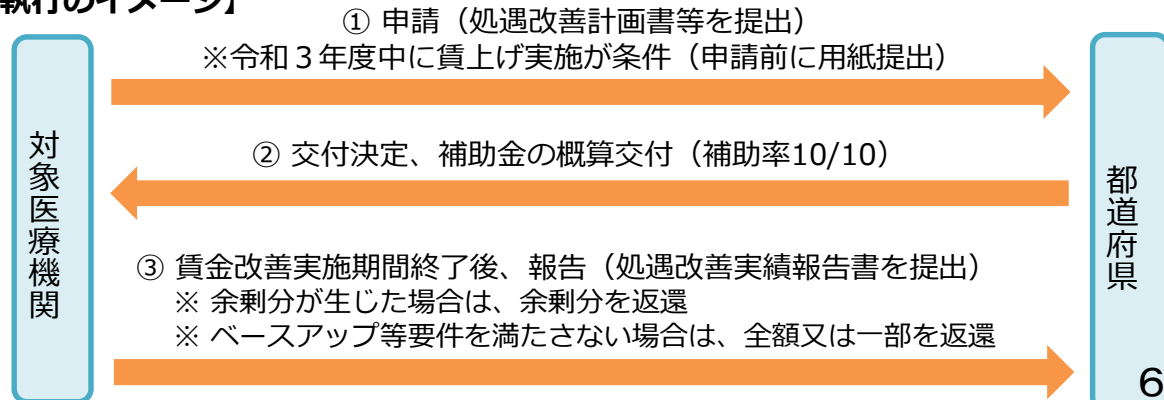 執行のイメージ】
① 申請（処遇改善計画書等を提出）
※令和３年度中に賃上げ実施が条件（申請前に用紙提出）
対象医療機関
② 交付決定、補助金の概算交付（補助率10/10）
都道府県
③ 賃金改善実施期間終了後、報告（処遇改善実績報告書を提出）
※ 余剰分が生じた場合は、余剰分を返還
※ ベースアップ等要件を満たさない場合は、全額又は一部を返還
6